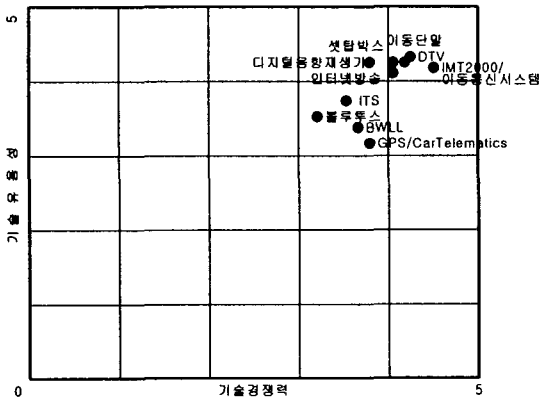 5
셋탑박스
이동단말
디지털음향재생기
DTV
IMT2000/
이동통신시스템
인터넷방송
ITS
블루투스
BWLL
GPS/CarTelematics
기술유용성
0
기술경쟁력
5